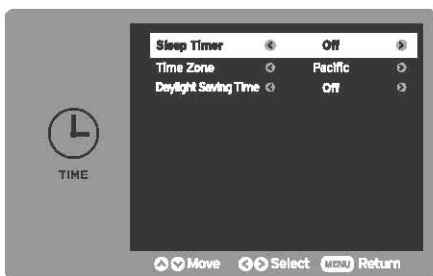 Sleep Timer Off
Time Zone Pacific
Daylight Saving Time Off
TIME
Move Select MENU Return